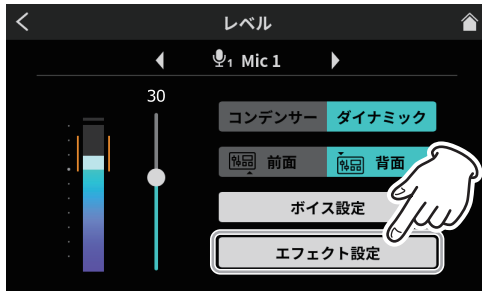 レベル
1 Mic 1
30
コンデンサー ダイナミック
前面 背面
ボイス設定
エフェクト設定